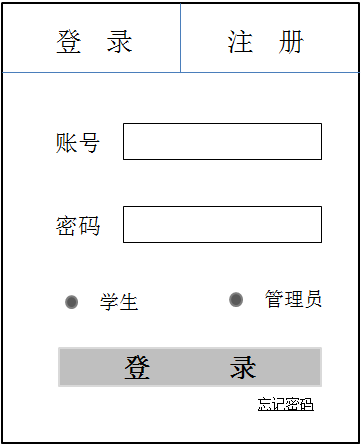 登 录 注 册
账号
密码
学生 管理员
登 录
忘记密码